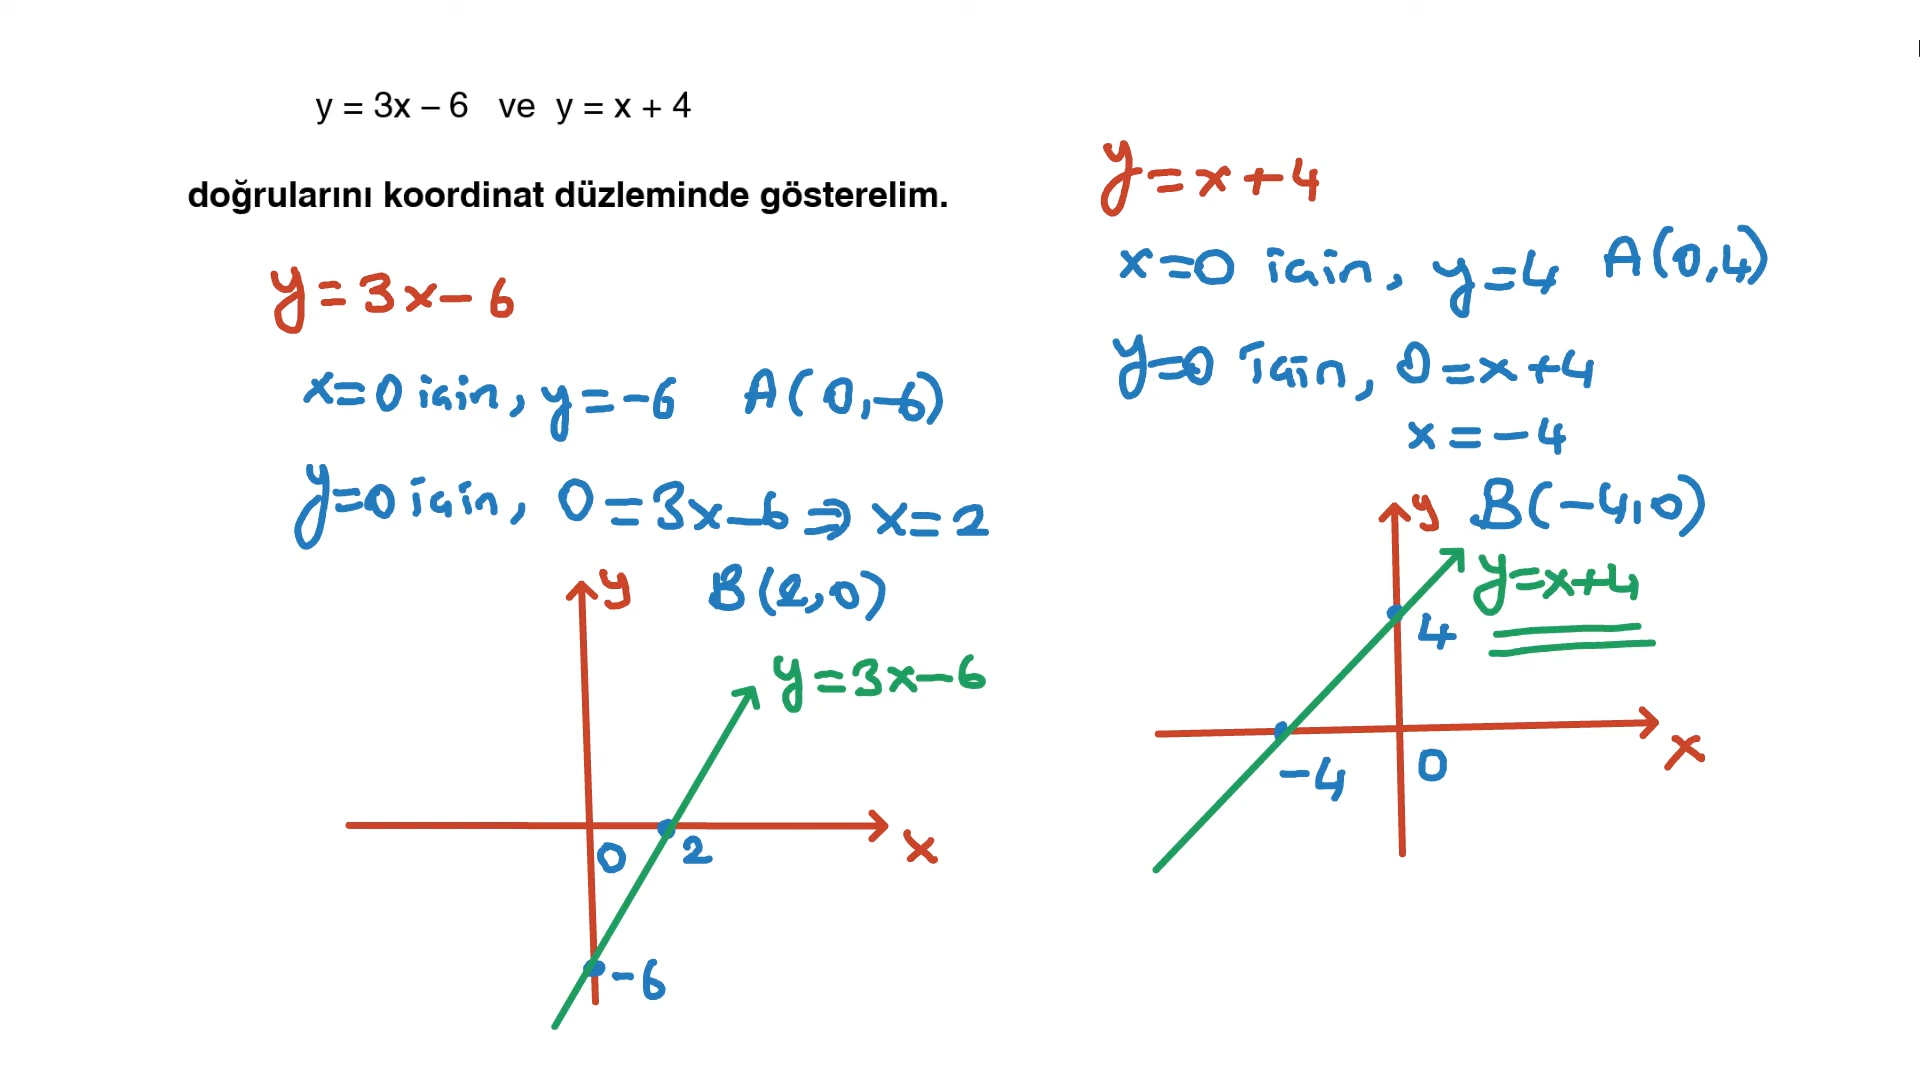 y = 3x – 6 ve y = x + 4
doğrularını koordinat düzleminde gösterelim.
y = 3x – 6
x = 0 için, y = -6 A(0,-6)
y = 0 için, 0 = 3x – 6 ⇒ x = 2
B(2,0)
y
y = 3x – 6
x
0
2
-6
y = x + 4
x = 0 için, y = 4 A(0,4)
y = 0 için, 0 = x + 4
x = -4
B(-4,0)
y
y = x + 4
4
x
-4
0